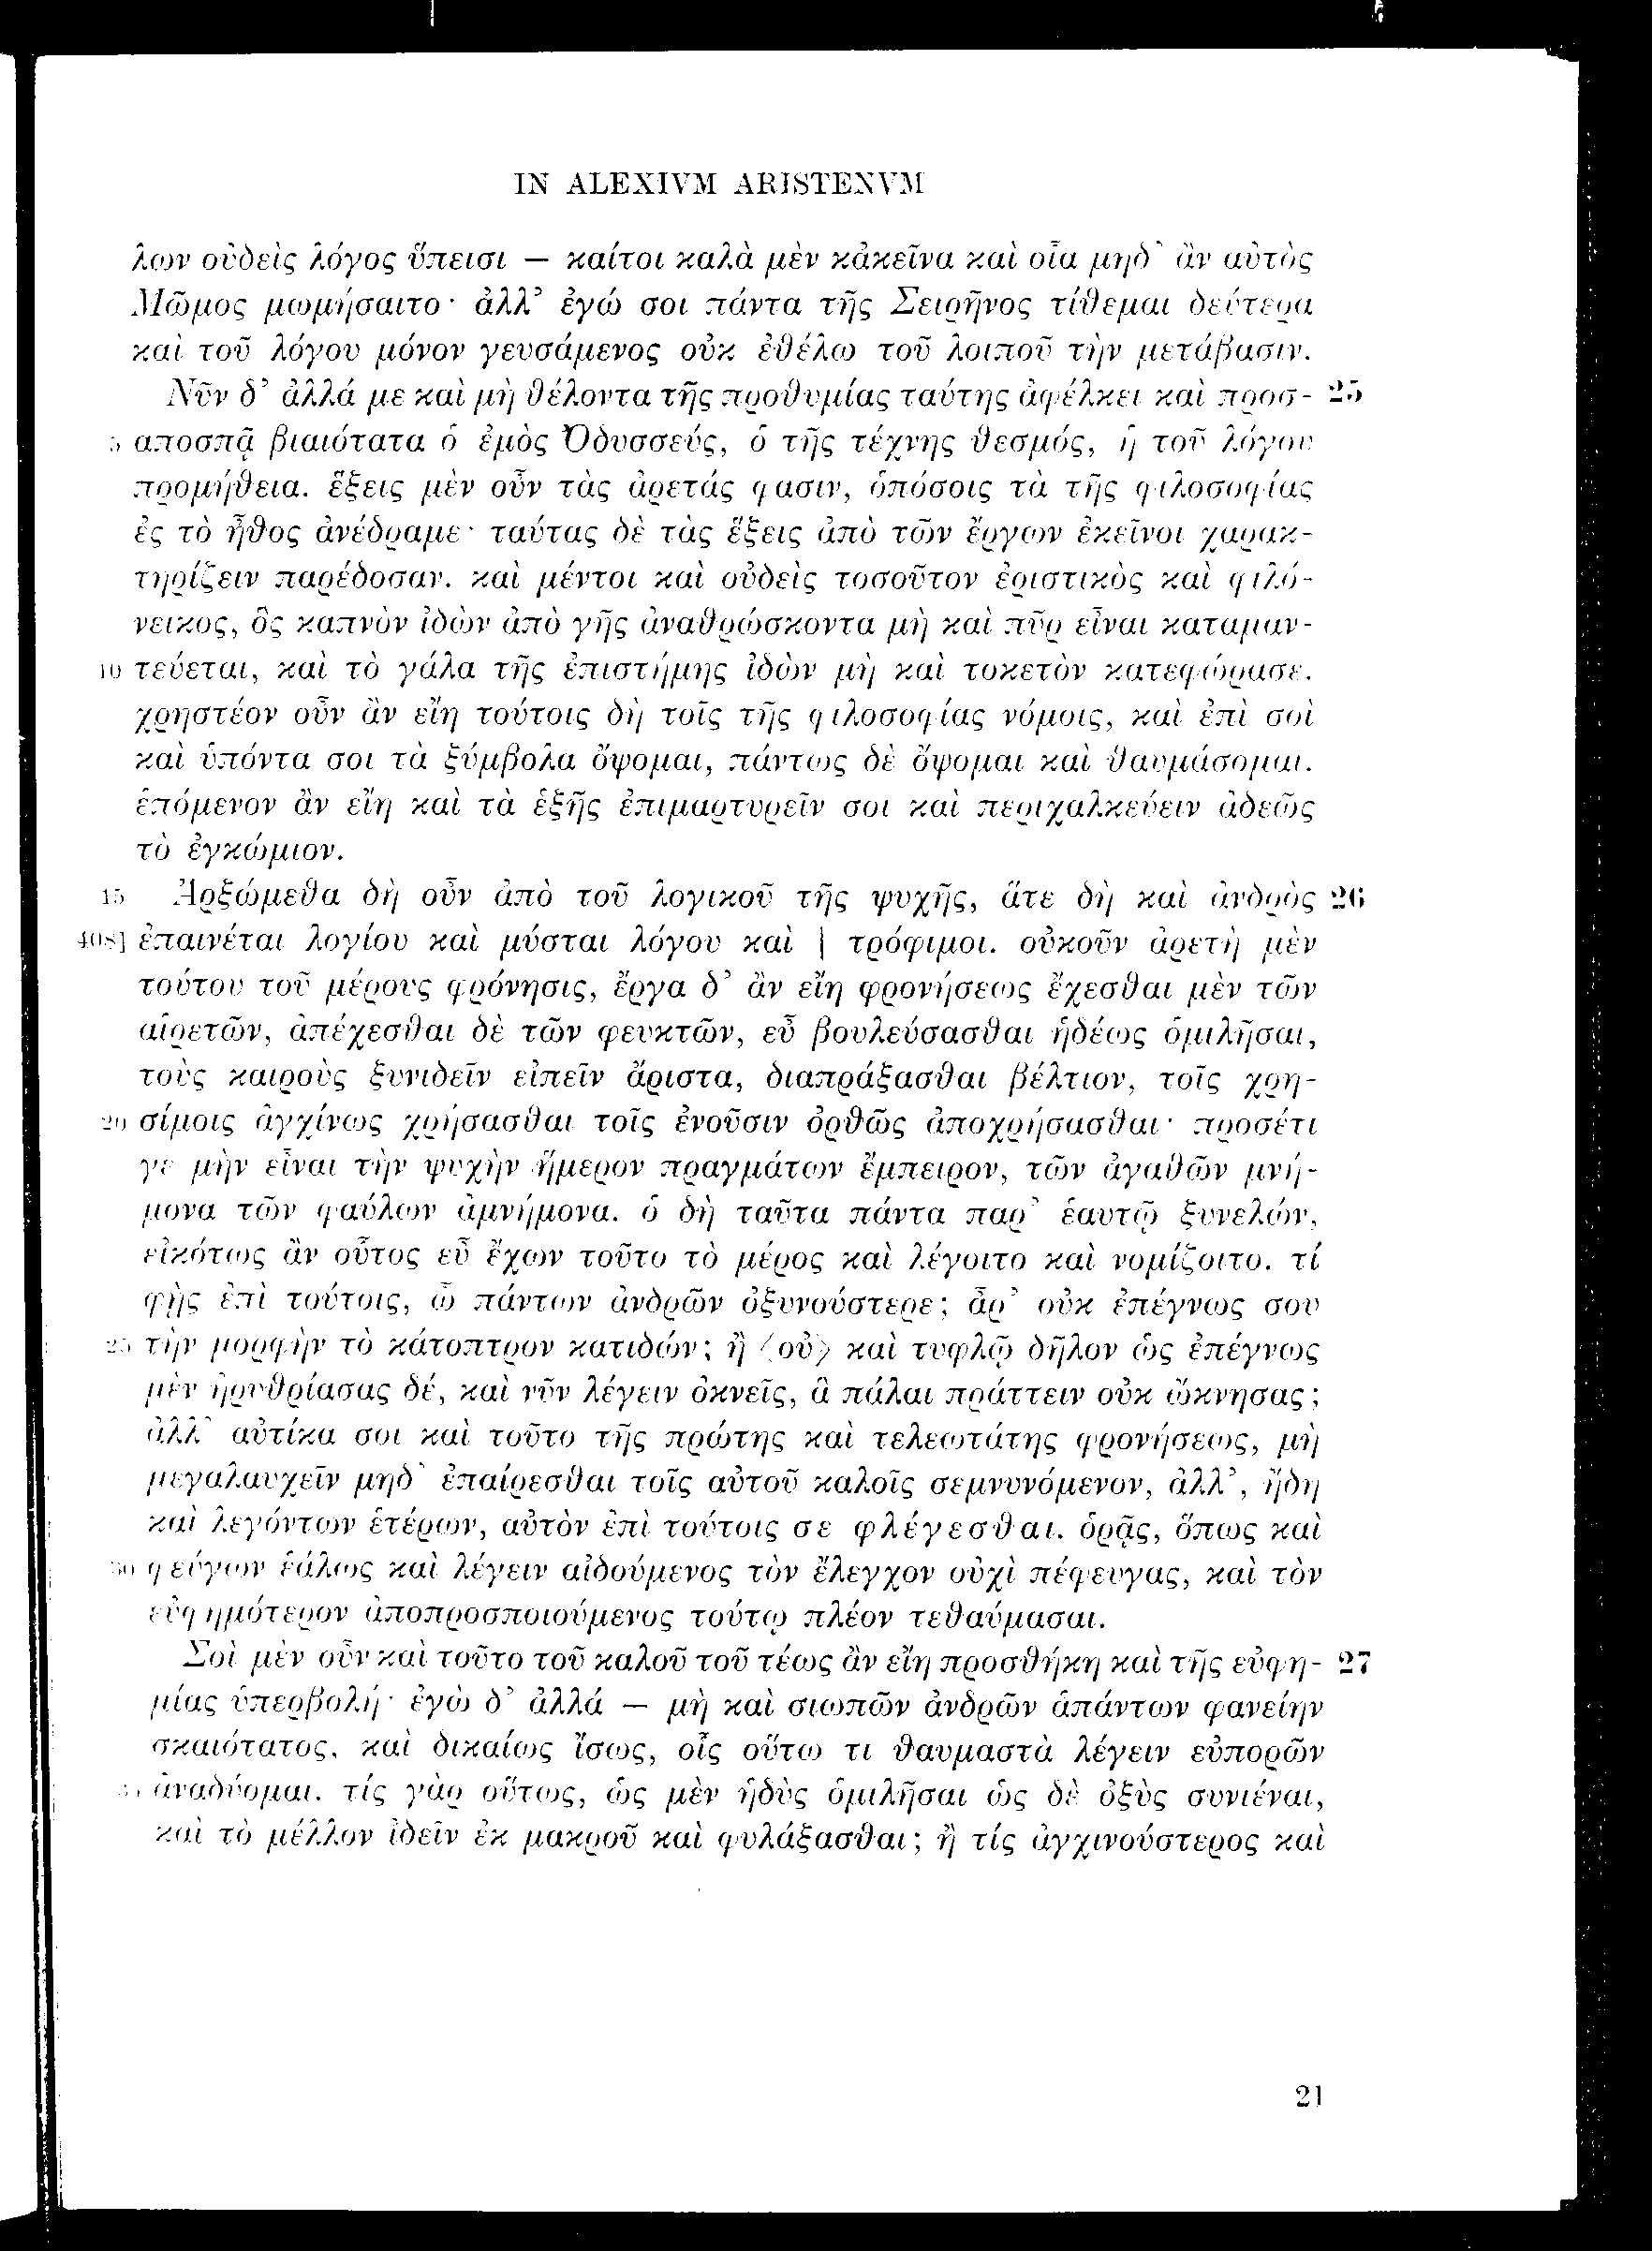 IN ALEXIVM ARISTENVM
λων οὐδεὶς λόγος ὕπεισι — καίτοι καλὰ μὲν κἀκεῖνα καὶ οἷα μηδ' ἂν αὐτὸς
Μῶμος μωμήσαιτο· ἀλλ' ἐγώ σοι πάντα τῆς Σειρῆνος τίθεμαι δεύτερα
καὶ τοῦ λόγου μόνον γευσάμενος οὐκ ἐθέλω τοῦ λοιποῦ τὴν μετάβασιν.
Νῦν δ' ἀλλά με καὶ μὴ θέλοντα τῆς προθυμίας ταύτης ἀφέλκει καὶ προσ- 25
5 αποσπᾷ βιαιότατα ὁ ἐμὸς Ὀδυσσεύς, ὁ τῆς τέχνης θεσμός, ἡ τοῦ λόγου
προμήθεια. ἕξεις μὲν οὖν τὰς ἀρετάς φασιν, ὁπόσοις τὰ τῆς φιλοσοφίας
ἐς τὸ ἦθος ἀνέδραμε· ταύτας δὲ τὰς ἕξεις ἀπὸ τῶν ἔργων ἐκεῖνοι χαρακ-
τηρίζειν παρέδοσαν. καὶ μέντοι καὶ οὐδεὶς τοσοῦτον ἐριστικὸς καὶ φιλό-
νεικος, ὃς καπνὸν ἰδὼν ἀπὸ γῆς ἀναθρώσκοντα μὴ καὶ πῦρ εἶναι καταμαν-
10 τεύεται, καὶ τὸ γάλα τῆς ἐπιστήμης ἰδὼν μὴ καὶ τοκετὸν κατεφώρασε.
χρηστέον οὖν ἂν εἴη τούτοις δὴ τοῖς τῆς φιλοσοφίας νόμοις, καὶ ἐπὶ σοὶ
καὶ ὑπόντα σοι τὰ ξύμβολα ὄψομαι, πάντως δὲ ὄψομαι καὶ θαυμάσομαι.
ἑπόμενον ἂν εἴη καὶ τὰ ἑξῆς ἐπιμαρτυρεῖν σοι καὶ περιχαλκεύειν ἀδεῶς
τὸ ἐγκώμιον.
15 Ἀρξώμεθα δὴ οὖν ἀπὸ τοῦ λογικοῦ τῆς ψυχῆς, ἅτε δὴ καὶ ἀνδρὸς 26
408] ἐπαινέται λογίου καὶ μύσται λόγου καὶ | τρόφιμοι. οὐκοῦν ἀρετὴ μὲν
τούτου τοῦ μέρους φρόνησις, ἔργα δ' ἂν εἴη φρονήσεως ἔχεσθαι μὲν τῶν
αἱρετῶν, ἀπέχεσθαι δὲ τῶν φευκτῶν, εὖ βουλεύσασθαι ἡδέως ὁμιλῆσαι,
τοὺς καιροὺς ξυνιδεῖν εἰπεῖν ἄριστα, διαπράξασθαι βέλτιον, τοῖς χρη-
20 σίμοις ἀγχίνως χρήσασθαι τοῖς ἐνοῦσιν ὀρθῶς ἀποχρήσασθαι· προσέτι
γε μὴν εἶναι τὴν ψυχὴν ἥμερον πραγμάτων ἔμπειρον, τῶν ἀγαθῶν μνή-
μονα τῶν φαύλων ἀμνήμονα. ὁ δὴ ταῦτα πάντα παρ' ἑαυτῷ ξυνελών,
εἰκότως ἂν οὗτος εὖ ἔχων τοῦτο τὸ μέρος καὶ λέγοιτο καὶ νομίζοιτο. τί
φῂς ἐπὶ τούτοις, ὦ πάντων ἀνδρῶν ὀξυνούστερε; ἆρ' οὐκ ἐπέγνως σου
25 τὴν μορφὴν τὸ κάτοπτρον κατιδών; ἢ ⟨οὐ⟩ καὶ τυφλῷ δῆλον ὡς ἐπέγνως
μὲν ἠρυθρίασας δέ, καὶ νῦν λέγειν ὀκνεῖς, ἃ πάλαι πράττειν οὐκ ὤκνησας;
ἀλλ' αὐτίκα σοι καὶ τοῦτο τῆς πρώτης καὶ τελεωτάτης φρονήσεως, μὴ
μεγαλαυχεῖν μηδ' ἐπαίρεσθαι τοῖς αὐτοῦ καλοῖς σεμνυνόμενον, ἀλλ', ἤδη
καὶ λεγόντων ἑτέρων, αὐτὸν ἐπὶ τούτοις σε φλέγεσθαι. ὁρᾷς, ὅπως καὶ
30 φεύγων ἑάλως καὶ λέγειν αἰδούμενος τὸν ἔλεγχον οὐχὶ πέφευγας, καὶ τὸν
εὐφημότερον ἀποπροσποιούμενος τούτῳ πλέον τεθαύμασαι.
Σοὶ μὲν οὖν καὶ τοῦτο τοῦ καλοῦ τοῦ τέως ἂν εἴη προσθήκη καὶ τῆς εὐφη- 27
μίας ὑπερβολή· ἐγὼ δ' ἀλλά — μὴ καὶ σιωπῶν ἀνδρῶν ἁπάντων φανείην
σκαιότατος, καὶ δικαίως ἴσως, οἷς οὕτω τι θαυμαστὰ λέγειν εὐπορῶν
35 ἀναδύομαι. τίς γὰρ οὕτως, ὡς μὲν ἡδὺς ὁμιλῆσαι ὡς δὲ ὀξὺς συνιέναι,
καὶ τὸ μέλλον ἰδεῖν ἐκ μακροῦ καὶ φυλάξασθαι; ἢ τίς ἀγχινούστερος καὶ
21